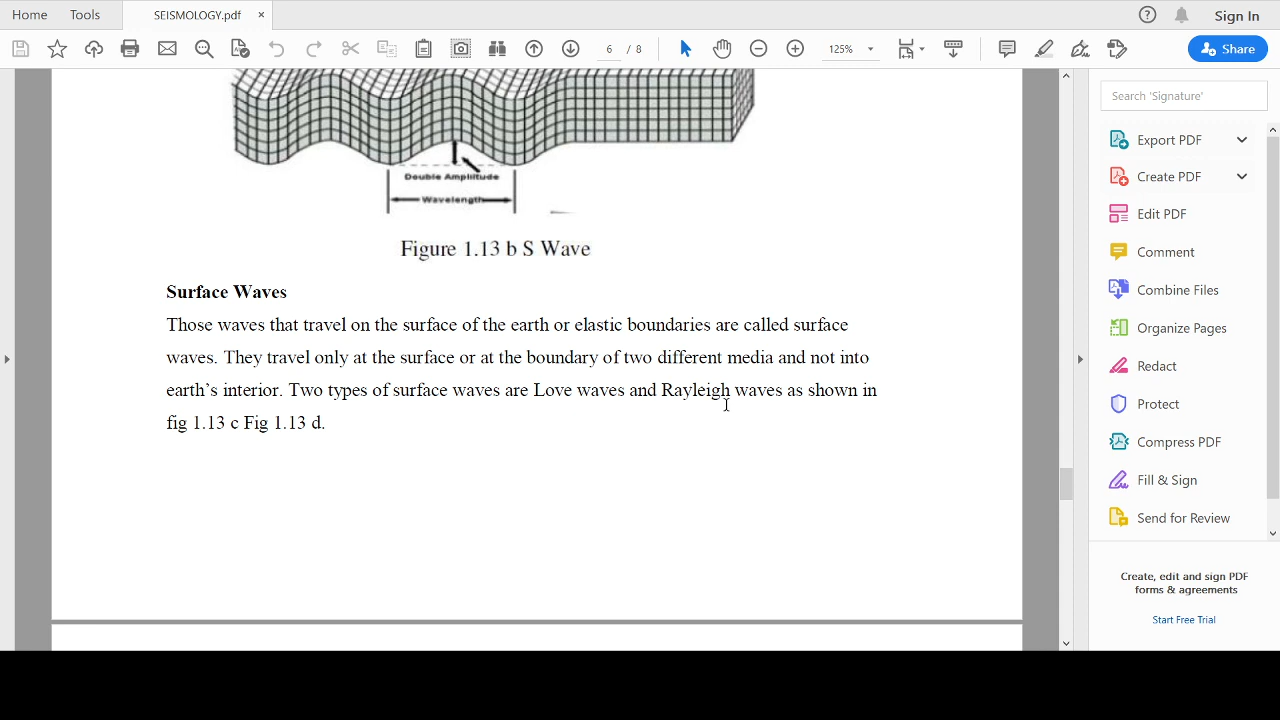 Home Tools SEISMOLOGY.pdf × Sign In
6 / 8 125% Share
Double Amplitude
Wavelength
Figure 1.13 b S Wave
Surface Waves
Those waves that travel on the surface of the earth or elastic boundaries are called surface
waves. They travel only at the surface or at the boundary of two different media and not into
earth’s interior. Two types of surface waves are Love waves and Rayleigh waves as shown in
fig 1.13 c Fig 1.13 d.
Search 'Signature'
Export PDF
Create PDF
Edit PDF
Comment
Combine Files
Organize Pages
Redact
Protect
Compress PDF
Fill & Sign
Send for Review
Create, edit and sign PDF
forms & agreements
Start Free Trial